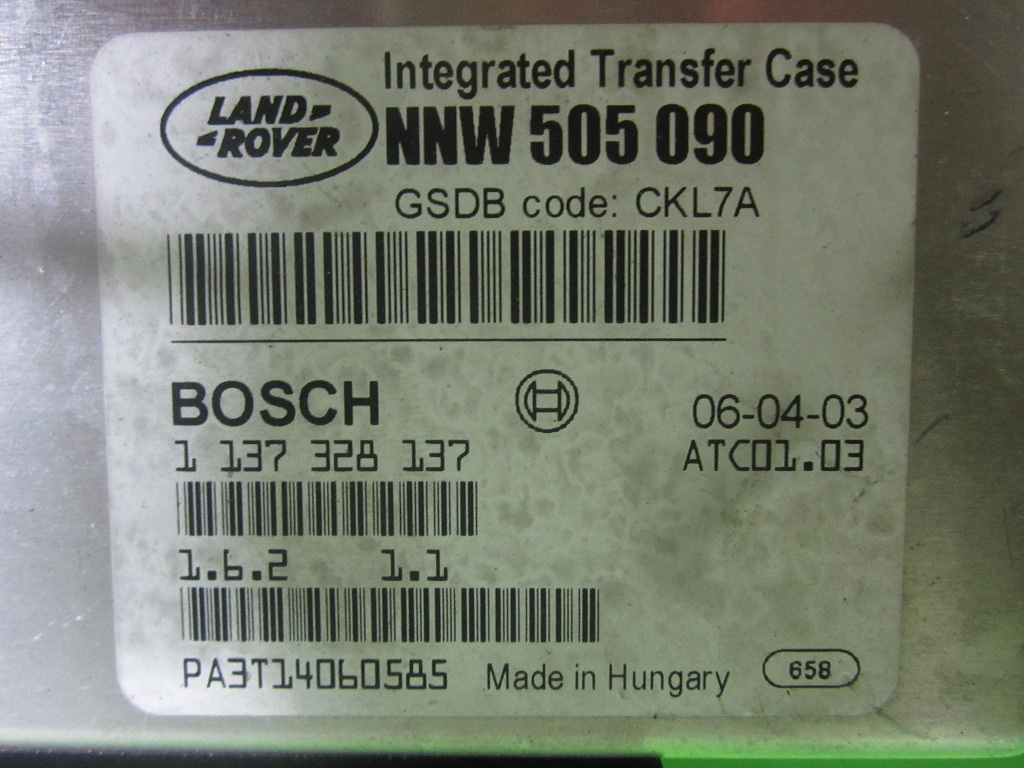 LAND-
-ROVER
Integrated Transfer Case
NNW 505 090
GSDB code: CKL7A
BOSCH
06-04-03
1 137 328 137
ATC01.03
1.6.2 1.1
PA3T14060585
Made in Hungary
658